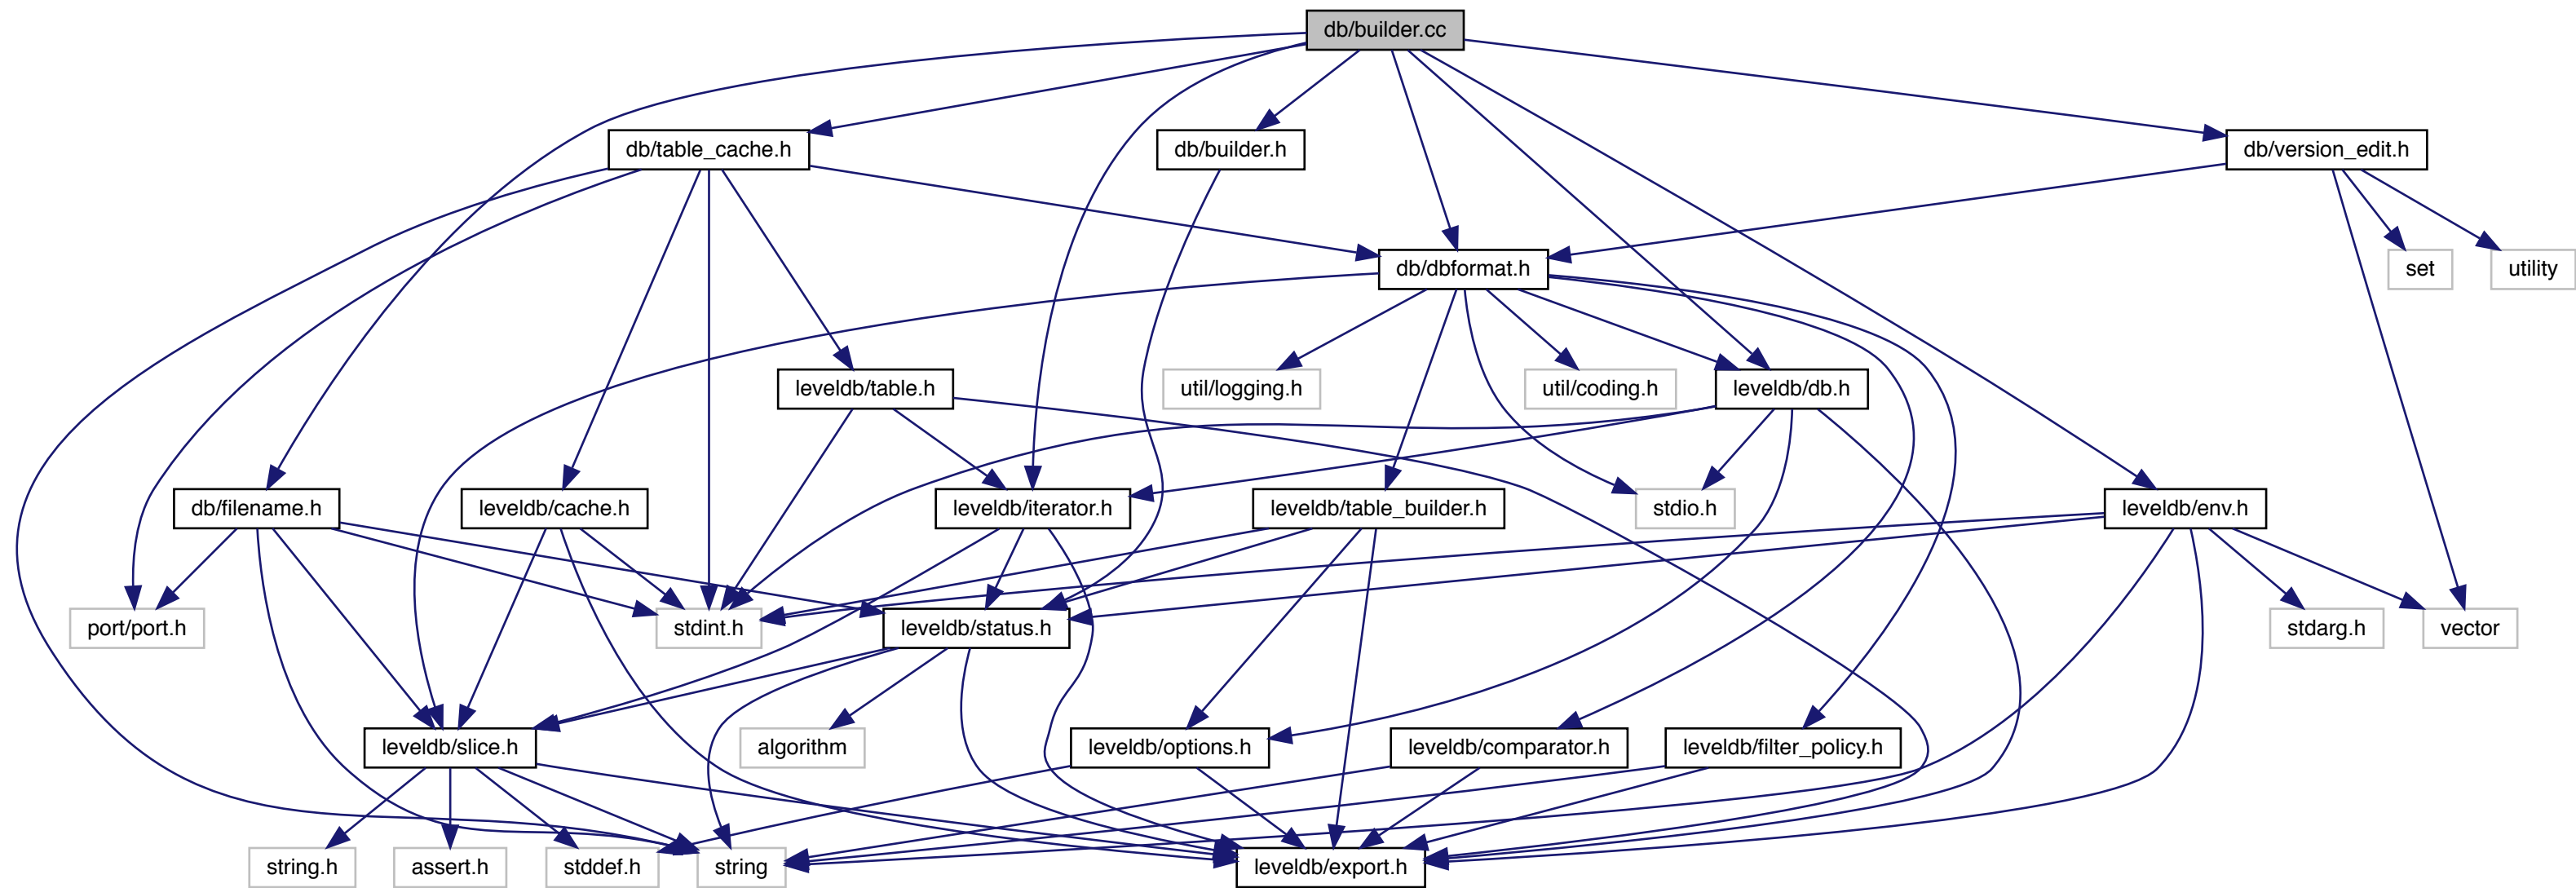 db/builder.cc
db/table_cache.h
db/builder.h
db/version_edit.h
db/dbformat.h
set
utility
leveldb/table.h
util/logging.h
util/coding.h
leveldb/db.h
db/filename.h
leveldb/cache.h
leveldb/iterator.h
leveldb/table_builder.h
stdio.h
leveldb/env.h
port/port.h
stdint.h
leveldb/status.h
stdarg.h
vector
leveldb/slice.h
algorithm
leveldb/options.h
leveldb/comparator.h
leveldb/filter_policy.h
string.h
assert.h
stddef.h
string
leveldb/export.h